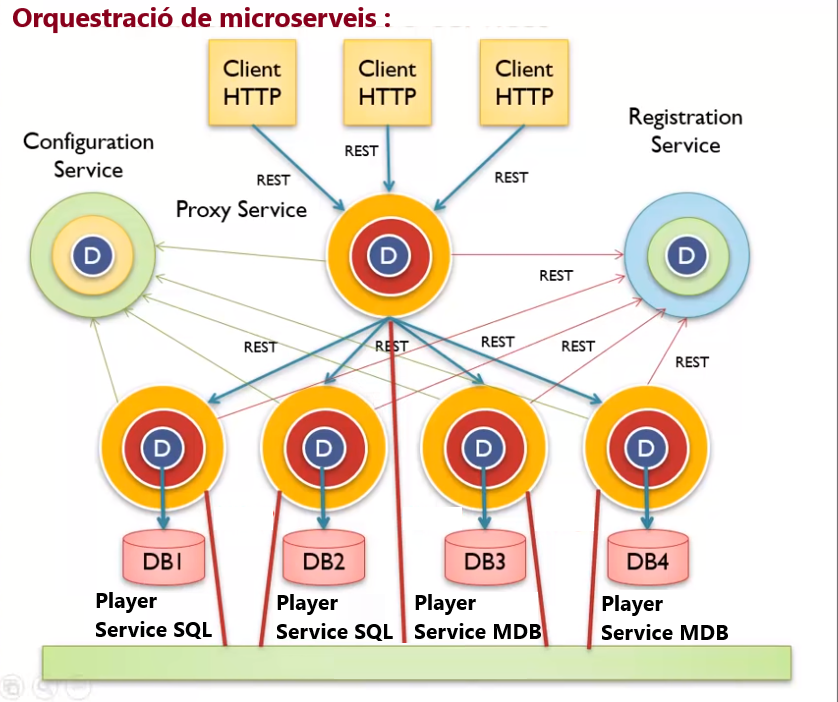 Orquestració de microserveis :
Client
HTTP
Client
HTTP
Client
HTTP
Configuration
Service
Registration
Service
REST
REST
REST
Proxy Service
D
D
D
REST
REST
REST
REST
REST
REST
D
D
D
D
DB1
DB2
DB3
DB4
Player
Service SQL
Player
Service SQL
Player
Service MDB
Player
Service MDB